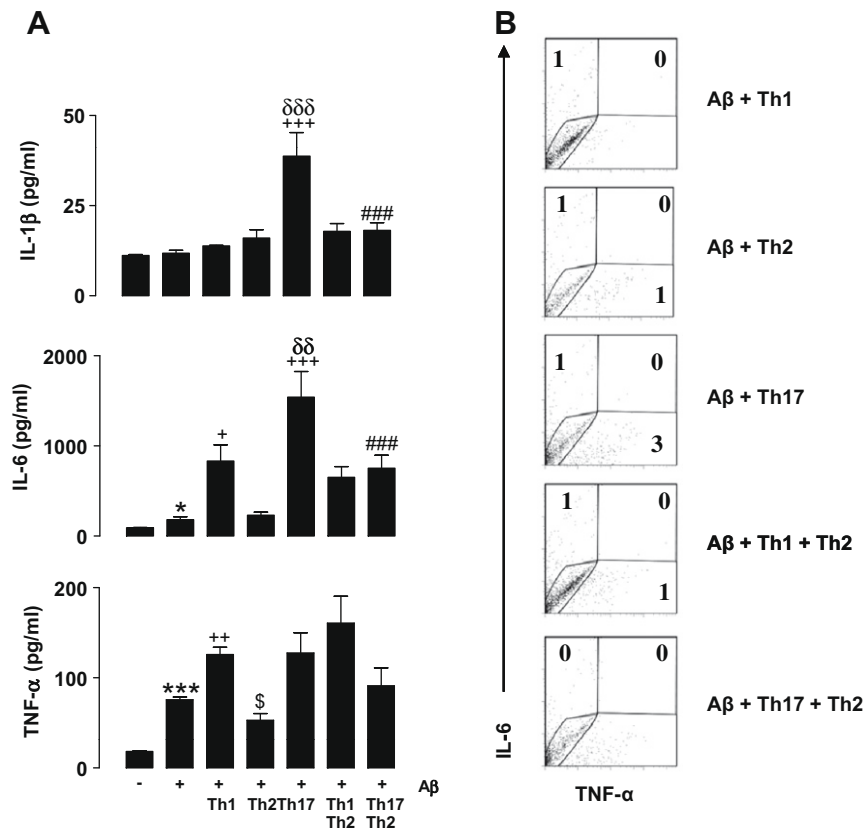 A
IL-1β (pg/ml)
50
25
0
δδδ
+++
###
IL-6 (pg/ml)
2000
1000
0
*
+
δδ
+++
###
TNF-α (pg/ml)
200
100
0
***
++
$
- + + + + + + Aβ
Th1 Th2 Th17 Th1 Th17
Th2 Th2
B
1 0
Aβ + Th1
1 0
1
Aβ + Th2
1 0
3
Aβ + Th17
1 0
1
Aβ + Th1 + Th2
0 0
Aβ + Th17 + Th2
IL-6
TNF-α